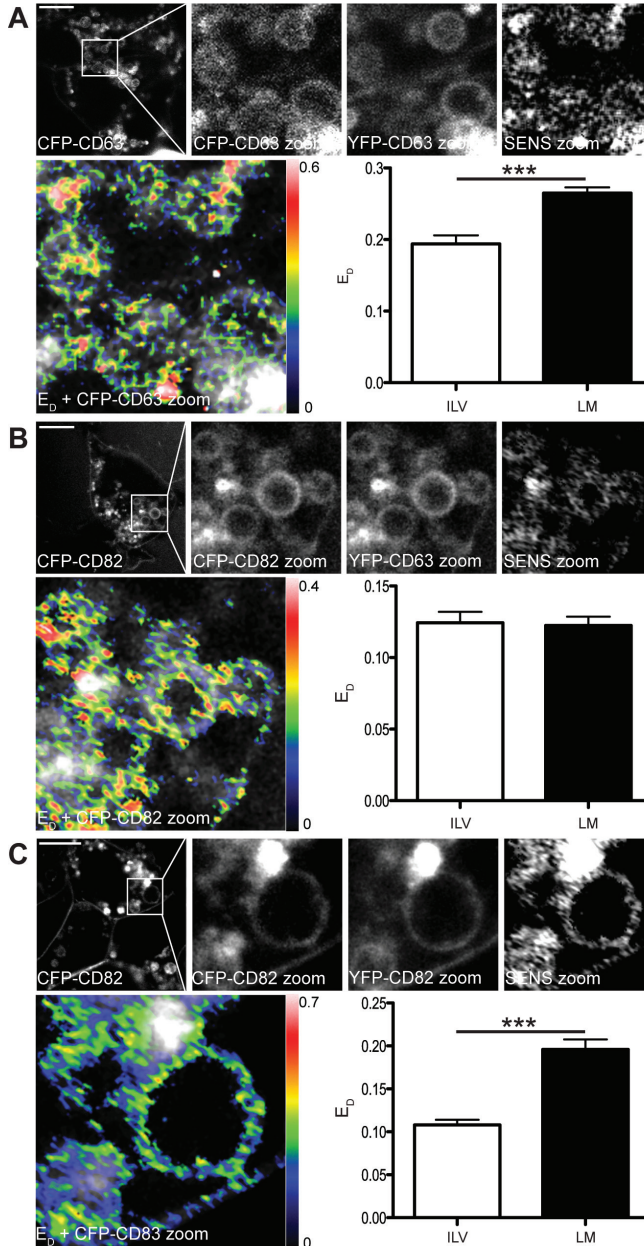 A
CFP-CD63
CFP-CD63 zoom
YFP-CD63 zoom
SENS zoom
0.6
0
E_D + CFP-CD63 zoom
0.3
0.2
0.1
0.0
E_D
***
ILV
LM
B
CFP-CD82
CFP-CD82 zoom
YFP-CD63 zoom
SENS zoom
0.4
0
E_D + CFP-CD82 zoom
0.15
0.10
0.05
0.00
E_D
ILV
LM
C
CFP-CD82
CFP-CD82 zoom
YFP-CD82 zoom
SENS zoom
0.7
0
E_D + CFP-CD83 zoom
0.25
0.20
0.15
0.10
0.05
0.00
E_D
***
ILV
LM